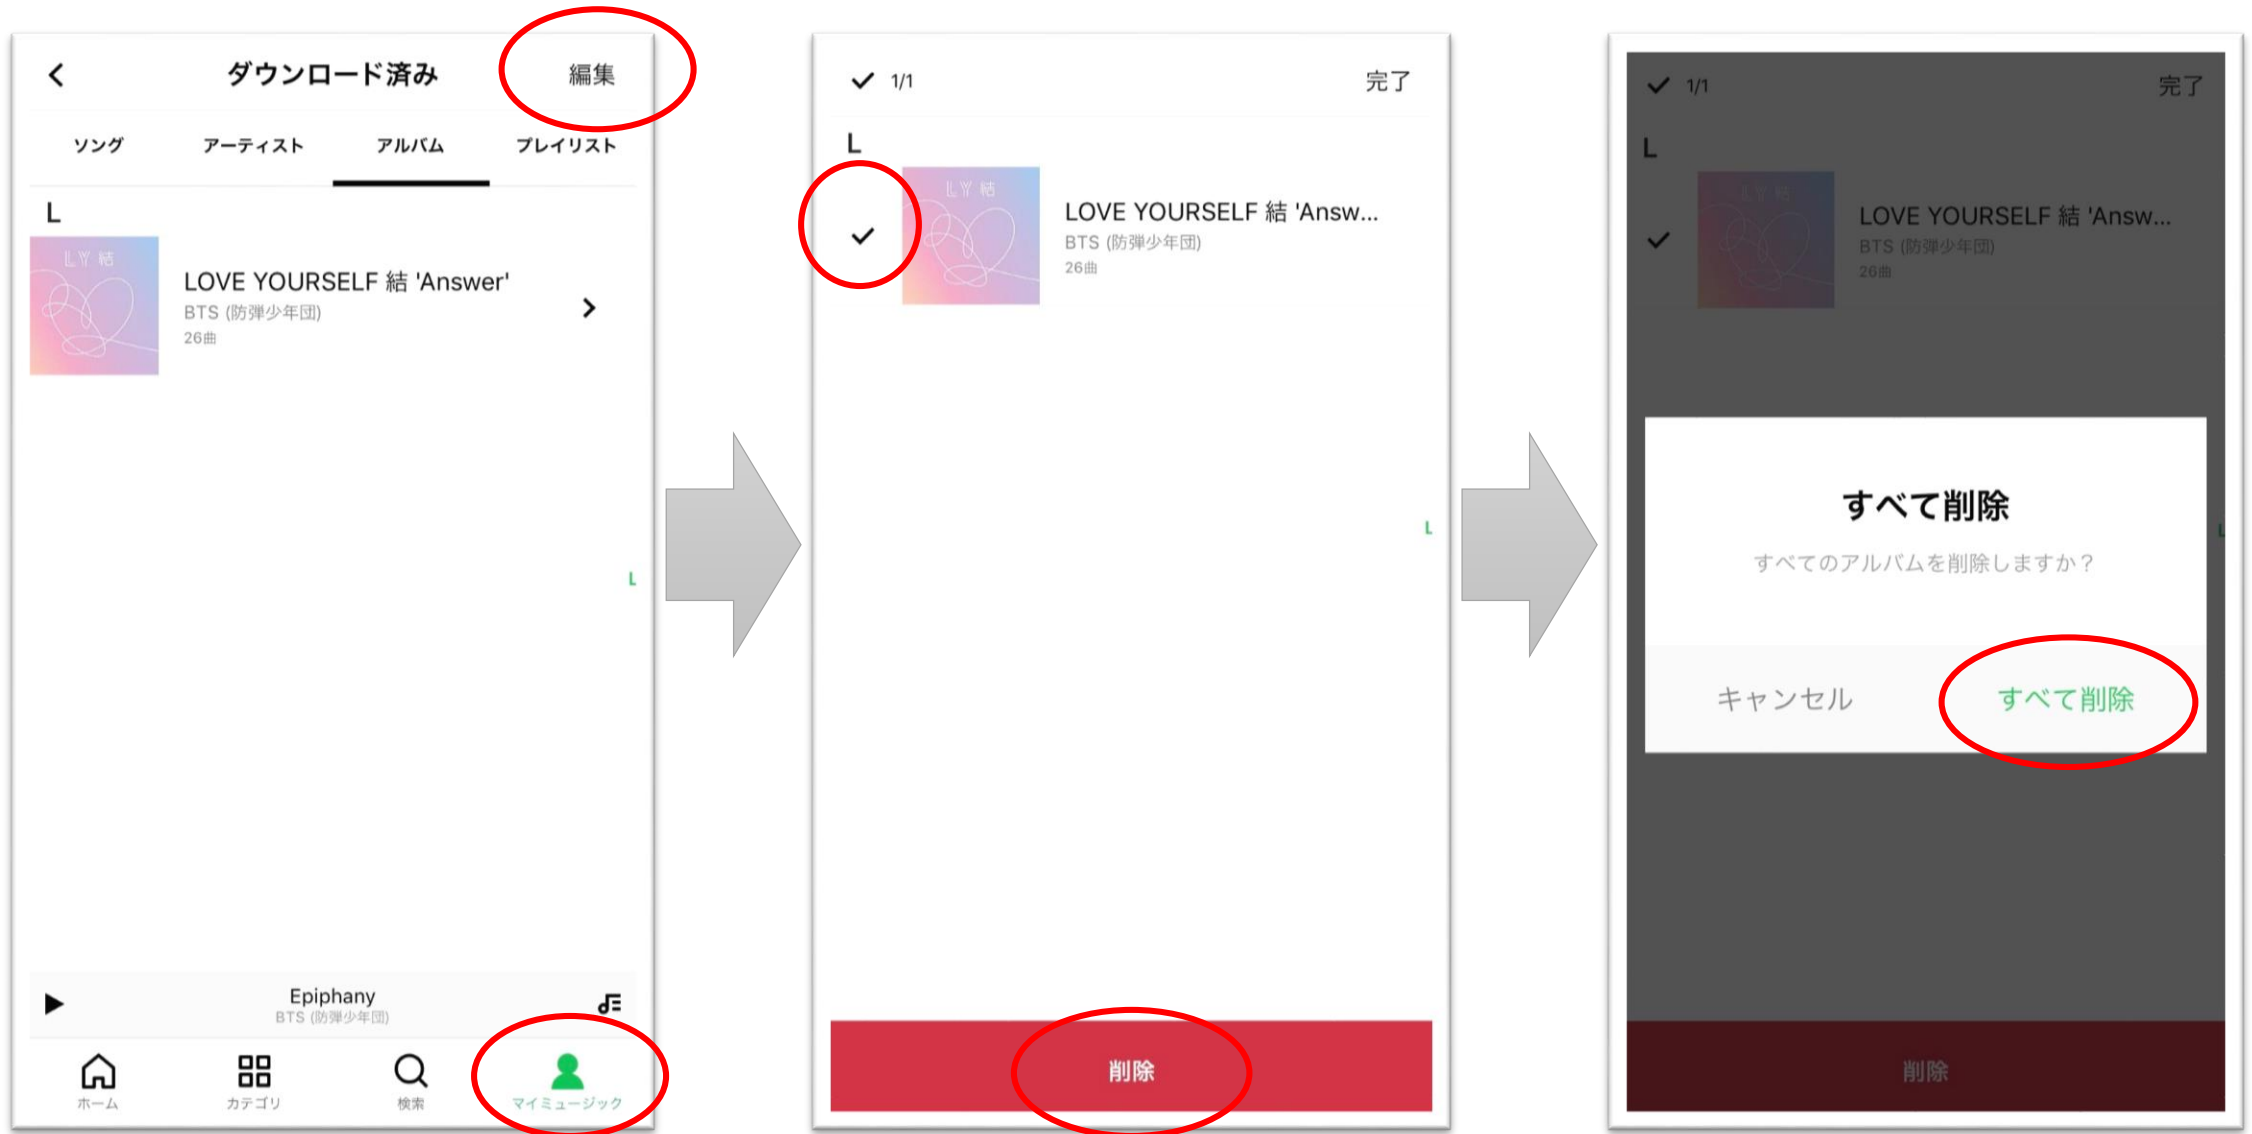 ダウンロード済み
編集
ソング
アーティスト
アルバム
プレイリスト
L
LY 結
LOVE YOURSELF 結 'Answer'
BTS (防弾少年団)
26曲
L
Epiphany
BTS (防弾少年団)
ホーム
カテゴリ
検索
マイミュージック
1/1
完了
L
LY 結
LOVE YOURSELF 結 'Answ...
BTS (防弾少年団)
26曲
L
削除
1/1
完了
L
LY 結
LOVE YOURSELF 結 'Answ...
BTS (防弾少年団)
26曲
すべて削除
すべてのアルバムを削除しますか？
L
キャンセル
すべて削除
削除